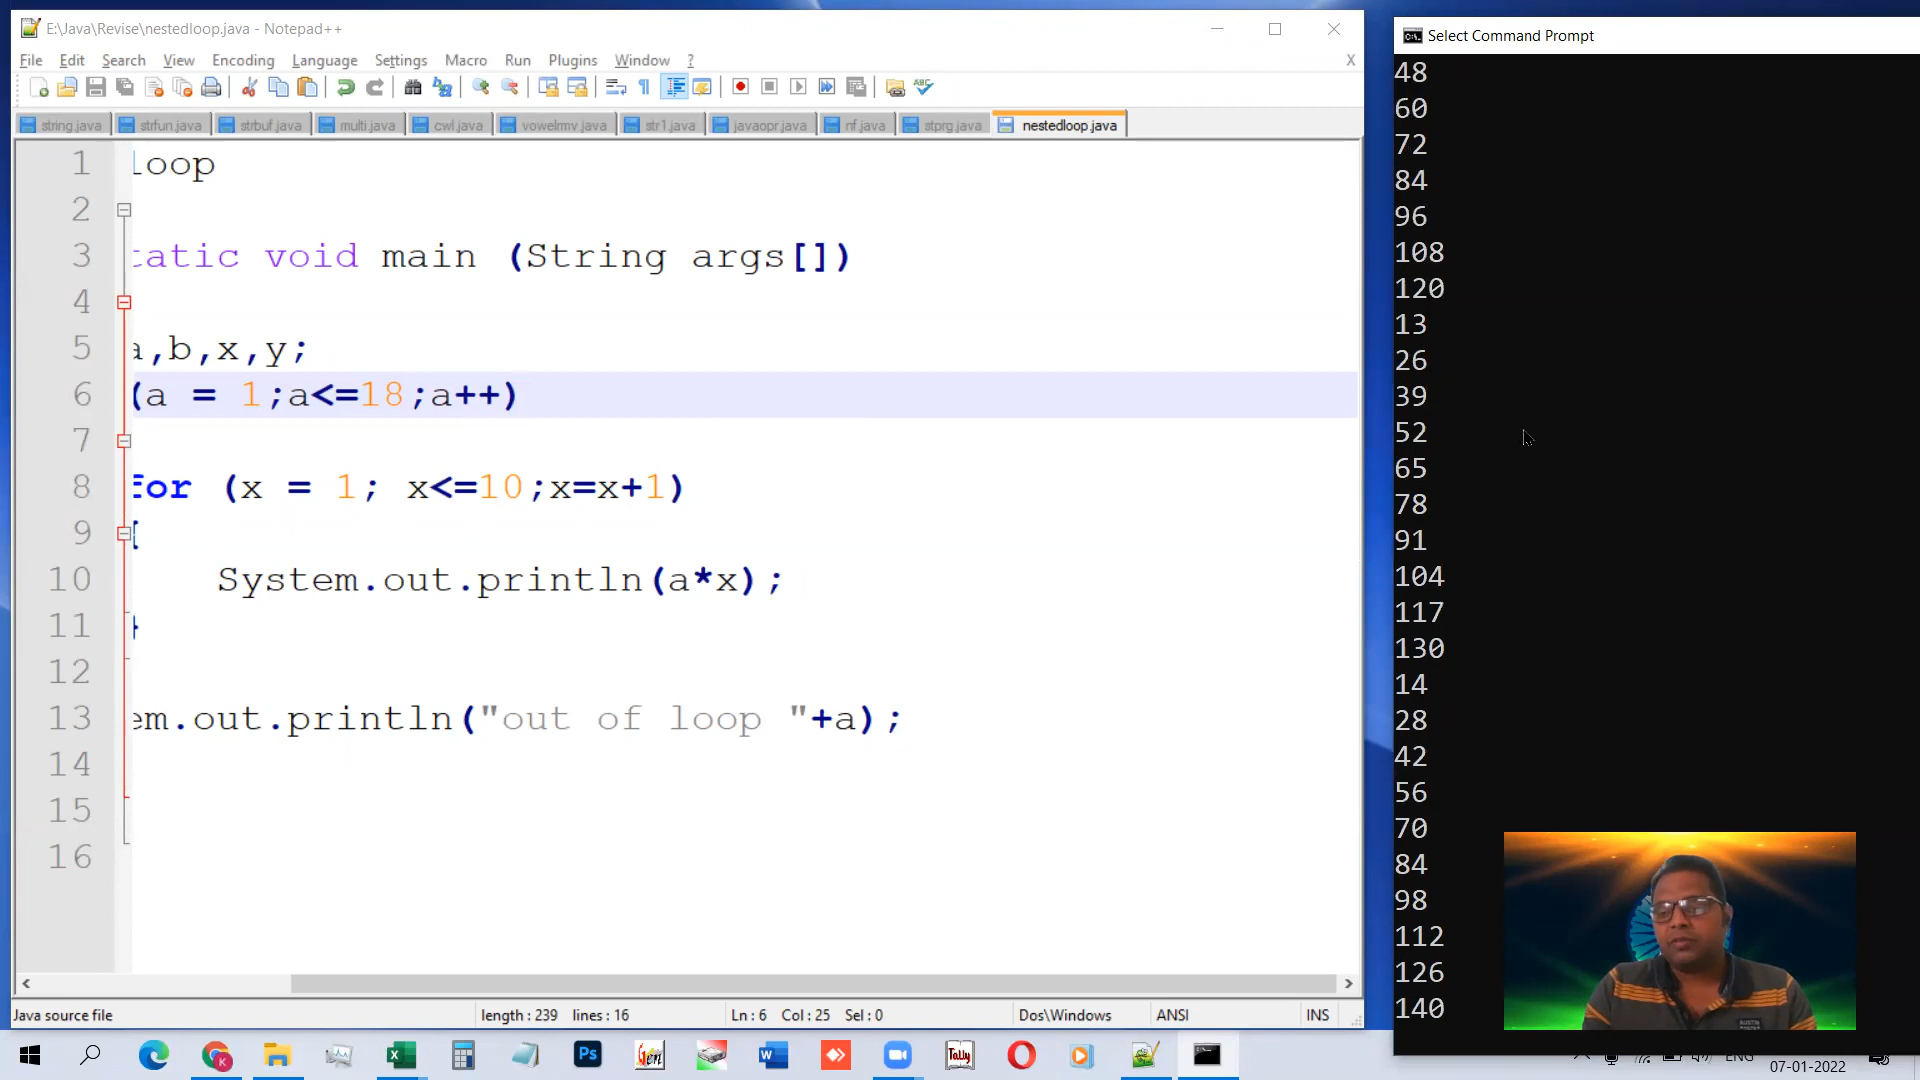 E:\Java\Revise\nestedloop.java - Notepad++
File Edit Search View Encoding Language Settings Macro Run Plugins Window ? X
string.java strfun.java strbuf.java multi.java cwl.java vowelrmv.java str1.java javaopr.java nf.java stprg.java nestedloop.java
1 loop
2
3 tatic void main (String args[])
4
5 a,b,x,y;
6 (a = 1;a<=18;a++)
7
8 for (x = 1; x<=10;x=x+1)
9 {
10 System.out.println(a*x);
11 }
12
13 em.out.println("out of loop "+a);
14
15
16
Java source file length : 239 lines : 16 Ln : 6 Col : 25 Sel : 0 Dos\Windows ANSI INS
Select Command Prompt
48
60
72
84
96
108
120
13
26
39
52
65
78
91
104
117
130
14
28
42
56
70
84
98
112
126
140
Ps Gen Tally
ENG
07-01-2022